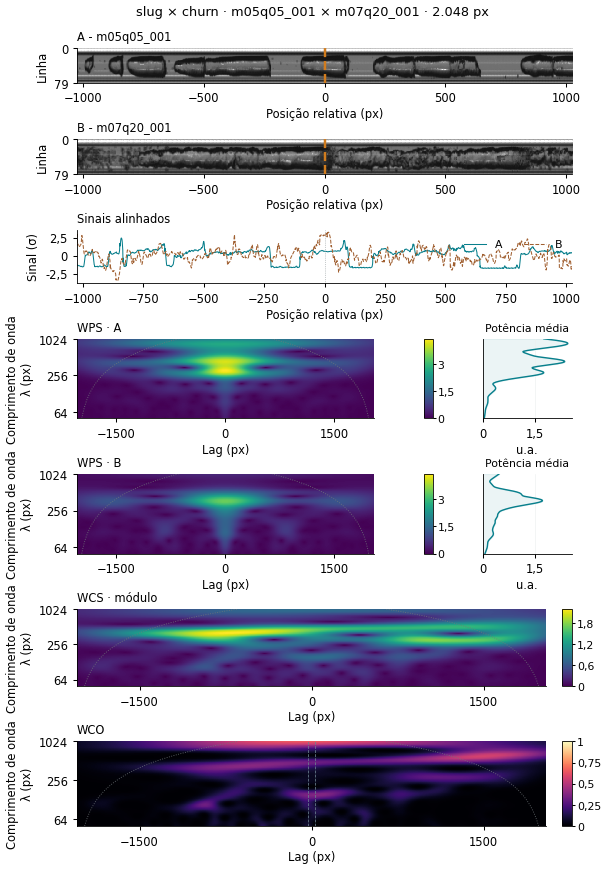 slug × churn · m05q05_001 × m07q20_001 · 2.048 px
A - m05q05_001
0
79
Linha
−1000 −500 0 500 1000
Posição relativa (px)
B - m07q20_001
0
79
Linha
−1000 −500 0 500 1000
Posição relativa (px)
Sinais alinhados
2,5
0
−2,5
Sinal (σ)
A B
−1000 −750 −500 −250 0 250 500 750 1000
Posição relativa (px)
WPS · A
1024
256
64
Comprimento de onda
λ (px)
−1500 0 1500
Lag (px)
3
1,5
0
Potência média
0 1,5
u.a.
WPS · B
1024
256
64
Comprimento de onda
λ (px)
−1500 0 1500
Lag (px)
3
1,5
0
Potência média
0 1,5
u.a.
WCS · módulo
1024
256
64
Comprimento de onda
λ (px)
−1500 0 1500
Lag (px)
1,8
1,2
0,6
0
WCO
1024
256
64
Comprimento de onda
λ (px)
−1500 0 1500
Lag (px)
1
0,75
0,5
0,25
0